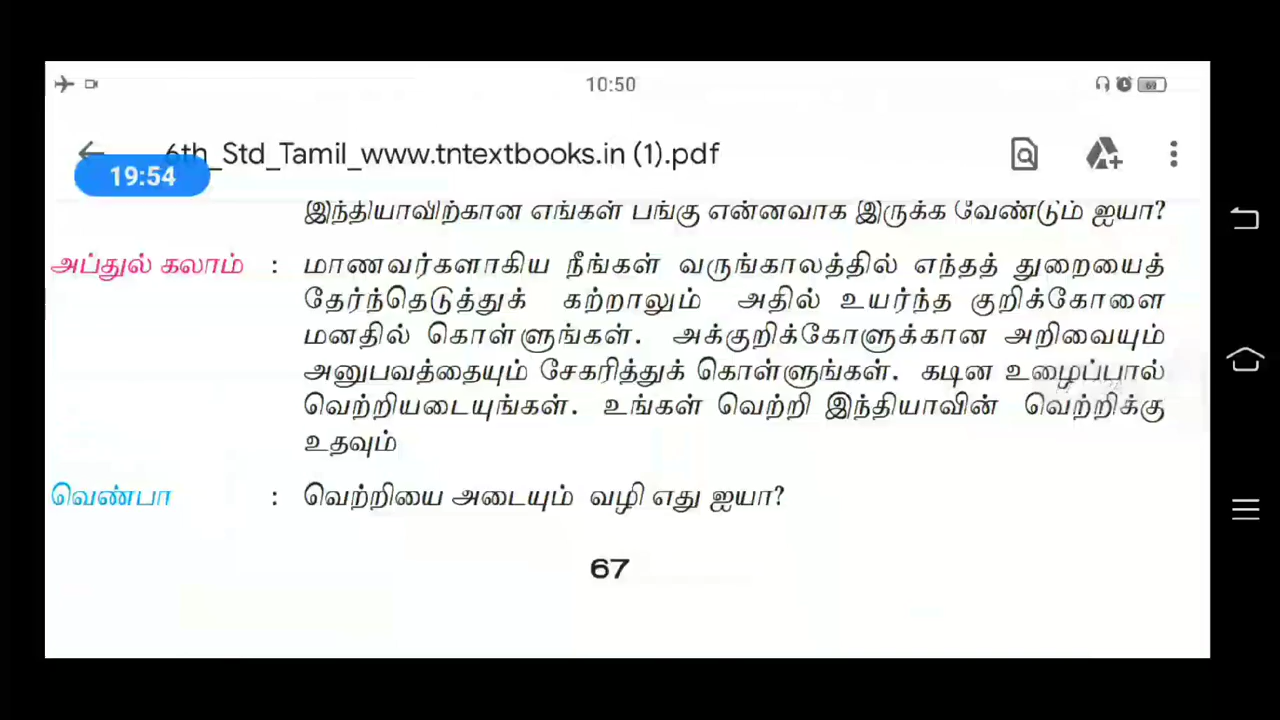 10:50
69
6th_Std_Tamil_www.tntextbooks.in (1).pdf
19:54
இந்தியாவிற்கான எங்கள் பங்கு என்னவாக இருக்க வேண்டும் ஐயா?
அப்துல் கலாம் : மாணவர்களாகிய நீங்கள் வருங்காலத்தில் எந்தத் துறையைத்
தேர்ந்தெடுத்துக் கற்றாலும் அதில் உயர்ந்த குறிக்கோளை
மனதில் கொள்ளுங்கள். அக்குறிக்கோளுக்கான அறிவையும்
அனுபவத்தையும் சேகரித்துக் கொள்ளுங்கள். கடின உழைப்பால்
வெற்றியடையுங்கள். உங்கள் வெற்றி இந்தியாவின் வெற்றிக்கு
உதவும்
வெண்பா : வெற்றியை அடையும் வழி எது ஐயா?
67